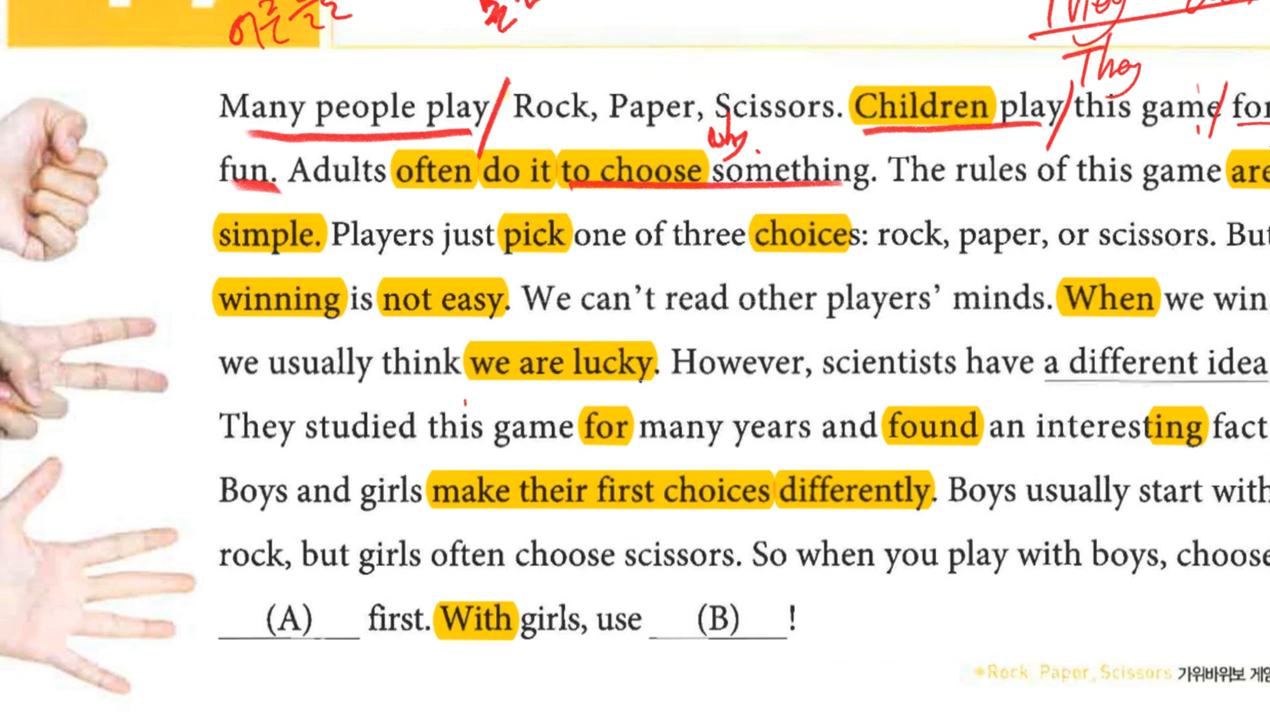 어른들은
They
They
Many people play Rock, Paper, Scissors. Children play this game for
why
fun. Adults often do it to choose something. The rules of this game are
simple. Players just pick one of three choices: rock, paper, or scissors. But
winning is not easy. We can't read other players' minds. When we win
we usually think we are lucky. However, scientists have a different idea
They studied this game for many years and found an interesting fact
Boys and girls make their first choices differently. Boys usually start with
rock, but girls often choose scissors. So when you play with boys, choose
(A) first. With girls, use (B) !
*Rock, Paper, Scissors 가위바위보 게임